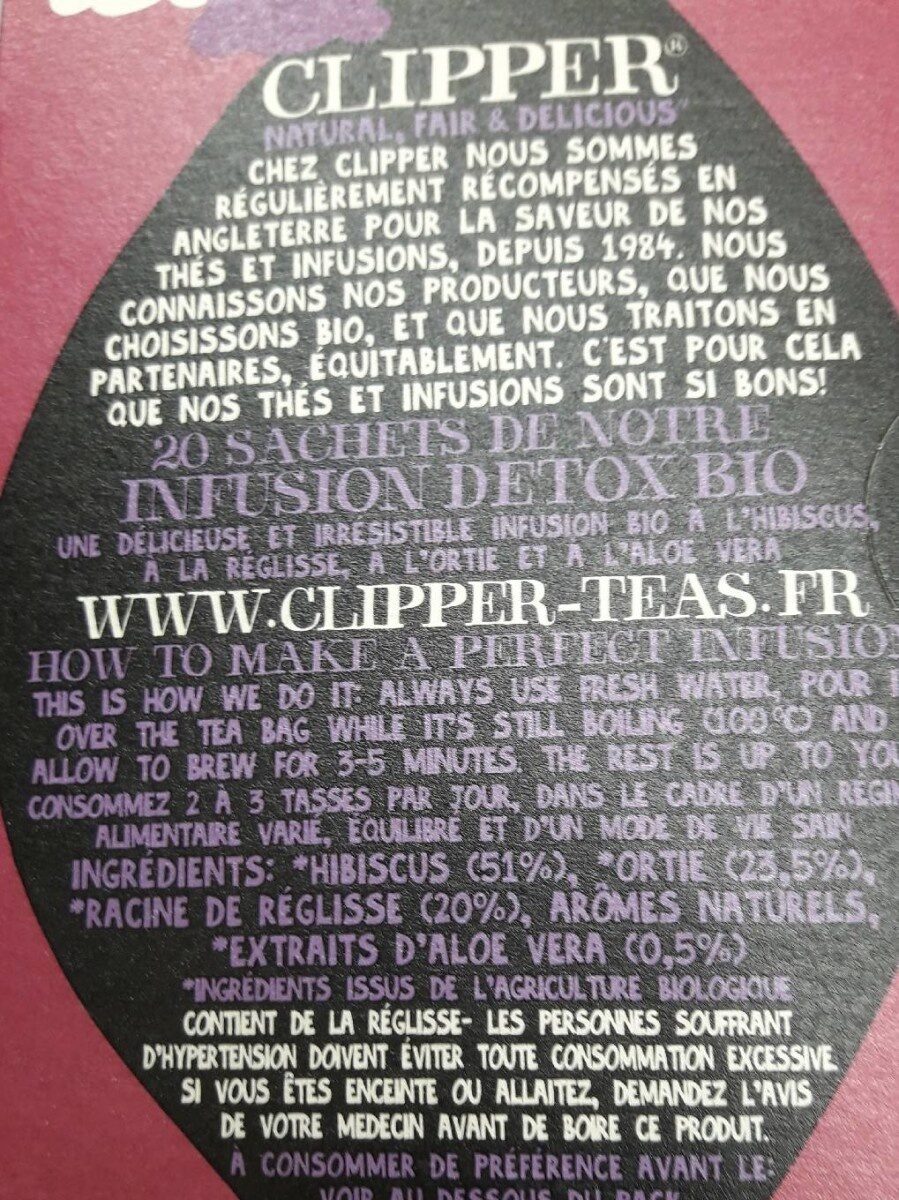 CLIPPER®
NATURAL, FAIR & DELICIOUS"
CHEZ CLIPPER NOUS SOMMES
RÉGULIÈREMENT RÉCOMPENSÉS EN
ANGLETERRE POUR LA SAVEUR DE NOS
THÉS ET INFUSIONS, DEPUIS 1984. NOUS
CONNAISSONS NOS PRODUCTEURS, QUE NOUS
CHOISISSONS BIO, ET QUE NOUS TRAITONS EN
PARTENAIRES, ÉQUITABLEMENT. C'EST POUR CELA
QUE NOS THÉS ET INFUSIONS SONT SI BONS!
20 SACHETS DE NOTRE
INFUSION DETOX BIO
UNE DÉLICIEUSE ET IRRÉSISTIBLE INFUSION BIO À L'HIBISCUS,
A LA RÉGLISSE, A L'ORTIE ET A L'ALOE VERA
WWW.CLIPPER-TEAS.FR
HOW TO MAKE A PERFECT INFUSION
THIS IS HOW WE DO IT: ALWAYS USE FRESH WATER, POUR
OVER THE TEA BAG WHILE IT'S STILL BOILING (100°C) AND
ALLOW TO BREW FOR 3-5 MINUTES. THE REST IS UP TO YOU
CONSOMMEZ 2 À 3 TASSES PAR JOUR, DANS LE CADRE D'UN RÉGIM
ALIMENTAIRE VARIÉ, ÉQUILIBRÉ ET D'UN MODE DE VIE SAIN
INGRÉDIENTS: *HIBISCUS (51%), *ORTIE (23,5%),
*RACINE DE RÉGLISSE (20%), ARÔMES NATURELS,
*EXTRAITS D'ALOE VERA (0,5%)
*INGRÉDIENTS ISSUS DE L'AGRICULTURE BIOLOGIQUE
CONTIENT DE LA RÉGLISSE- LES PERSONNES SOUFFRANT
D'HYPERTENSION DOIVENT ÉVITER TOUTE CONSOMMATION EXCESSIVE
SI VOUS ÊTES ENCEINTE OU ALLAITEZ, DEMANDEZ L'AVIS
DE VOTRE MEDECIN AVANT DE BOIRE CE PRODUIT.
À CONSOMMER DE PRÉFÉRENCE AVANT LE:
VOIR AU DESSOUS DU PACK